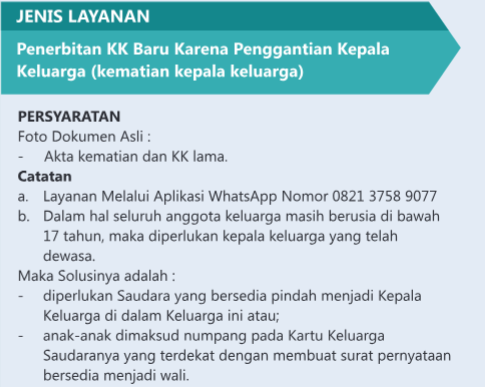 JENIS LAYANAN
Penerbitan KK Baru Karena Penggantian Kepala
Keluarga (kematian kepala keluarga)
PERSYARATAN
Foto Dokumen Asli :
- Akta kematian dan KK lama.
Catatan
a. Layanan Melalui Aplikasi WhatsApp Nomor 0821 3758 9077
b. Dalam hal seluruh anggota keluarga masih berusia di bawah
17 tahun, maka diperlukan kepala keluarga yang telah
dewasa.
Maka Solusinya adalah :
- diperlukan Saudara yang bersedia pindah menjadi Kepala
Keluarga di dalam Keluarga ini atau;
- anak-anak dimaksud numpang pada Kartu Keluarga
Saudaranya yang terdekat dengan membuat surat pernyataan
bersedia menjadi wali.